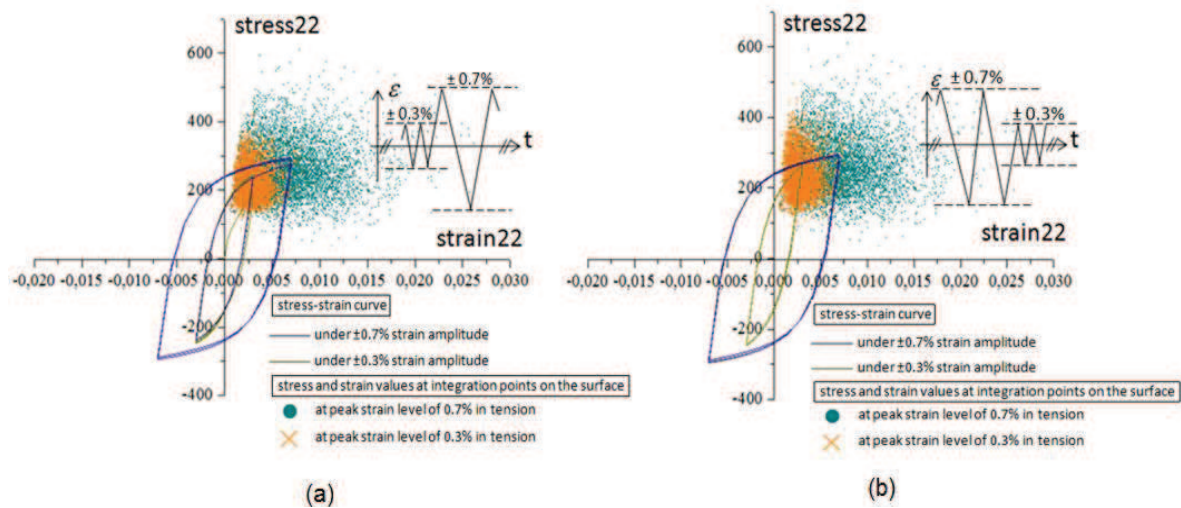 stress22
600
400
200
0
-200
-400
-0,020 -0,015 -0,010 -0,005 0,000 0,005 0,010 0,015 0,020 0,025 0,030
strain22
ε
±0.7%
±0.3%
t
stress-strain curve
under ±0.7% strain amplitude
under ±0.3% strain amplitude
stress and strain values at integration points on the surface
at peak strain level of 0.7% in tension
at peak strain level of 0.3% in tension
(a)
stress22
600
400
200
0
-200
-400
-0,020 -0,015 -0,010 -0,005 0,000 0,005 0,010 0,015 0,020 0,025 0,030
strain22
ε
±0.7%
±0.3%
t
stress-strain curve
under ±0.7% strain amplitude
under ±0.3% strain amplitude
stress and strain values at integration points on the surface
at peak strain level of 0.7% in tension
at peak strain level of 0.3% in tension
(b)